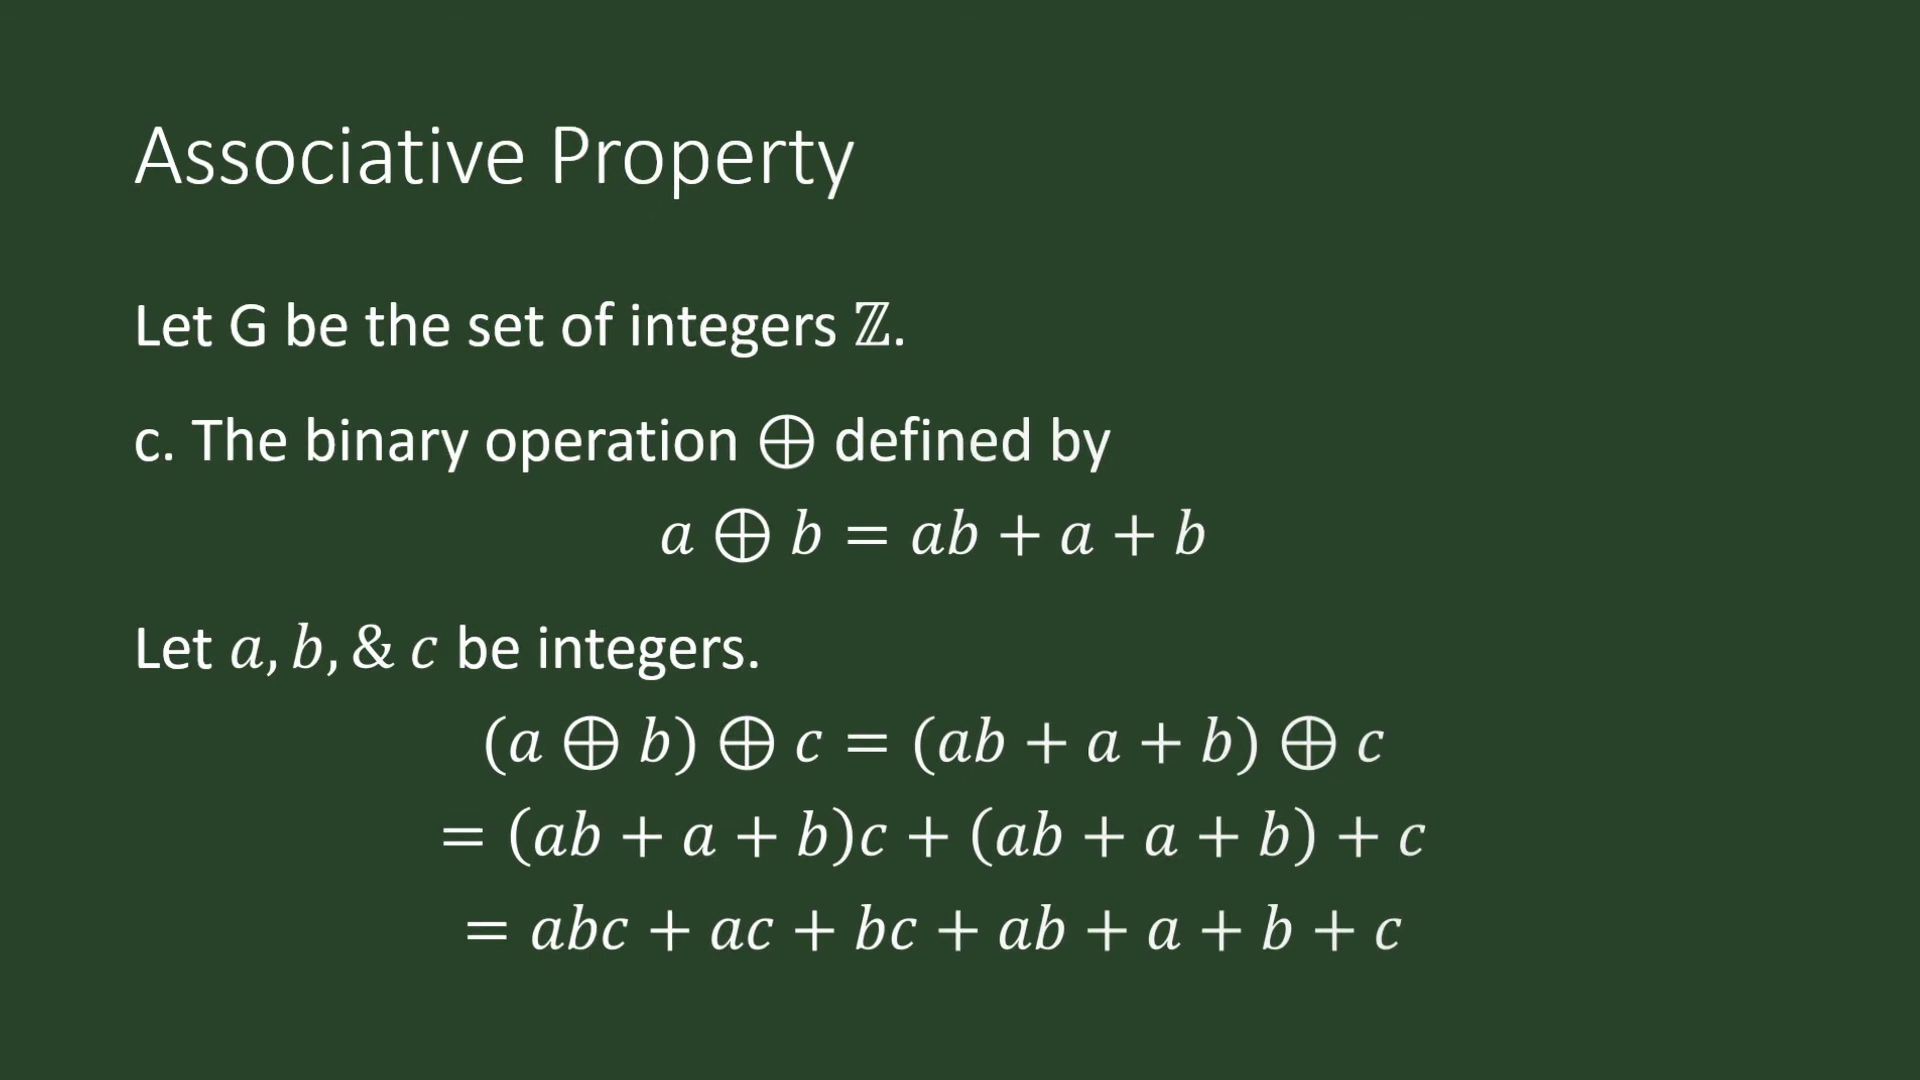 Associative Property
Let G be the set of integers ℤ.
c. The binary operation ⊕ defined by
a ⊕ b = ab + a + b
Let a, b, & c be integers.
(a ⊕ b) ⊕ c = (ab + a + b) ⊕ c
= (ab + a + b)c + (ab + a + b) + c
= abc + ac + bc + ab + a + b + c